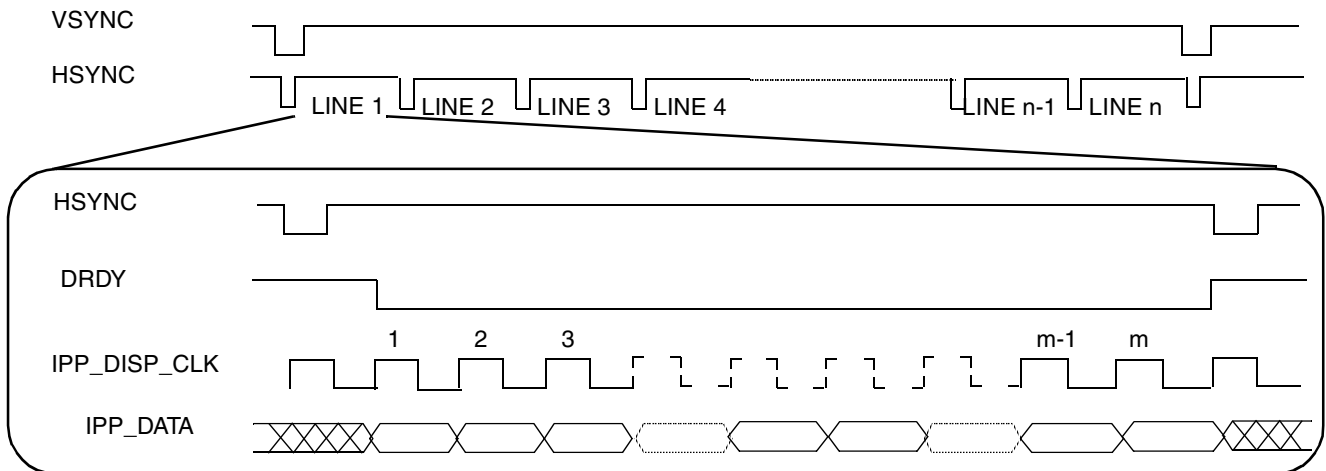 VSYNC
HSYNC
LINE 1 LINE 2 LINE 3 LINE 4 LINE n-1 LINE n
HSYNC
DRDY
1 2 3 m-1 m
IPP_DISP_CLK
IPP_DATA